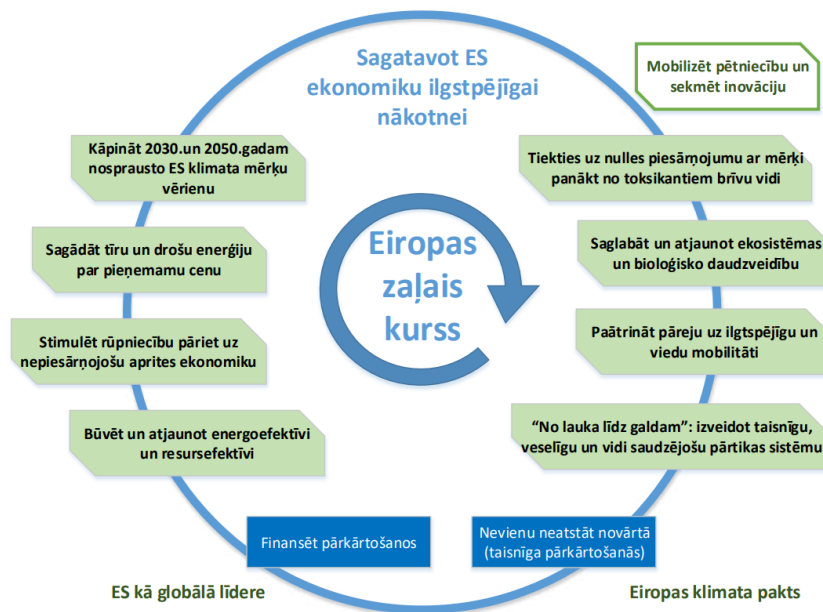 Sagatavot ES
ekonomiku ilgstpējīgai
nākotnei
Mobilizēt pētniecību un
sekmēt inovāciju
Kāpināt 2030.un 2050.gadam
nosprausto ES klimata mērķu
vērienu
Tiekties uz nulles piesārņojumu ar mērķi
panākt no toksikantiem brīvu vidi
Sagādāt tīru un drošu enerģiju
par pieņemamu cenu
Eiropas
zaļais
kurss
Saglabāt un atjaunot ekosistēmas
un bioloģisko daudzveidību
Stimulēt rūpniecību pāriet uz
nepiesārņojošu aprites ekonomiku
Paātrināt pāreju uz ilgtspējīgu un
viedu mobilitāti
Būvēt un atjaunot energoefektīvi
un resursefektīvi
“No lauka līdz galdam”: izveidot taisnīgu,
veselīgu un vidi saudzējošu pārtikas sistēmu
Finansēt pārkārtošanos
Nevienu neatstāt novārtā
(taisnīga pārkārtošanās)
ES kā globālā līdere
Eiropas klimata pakts